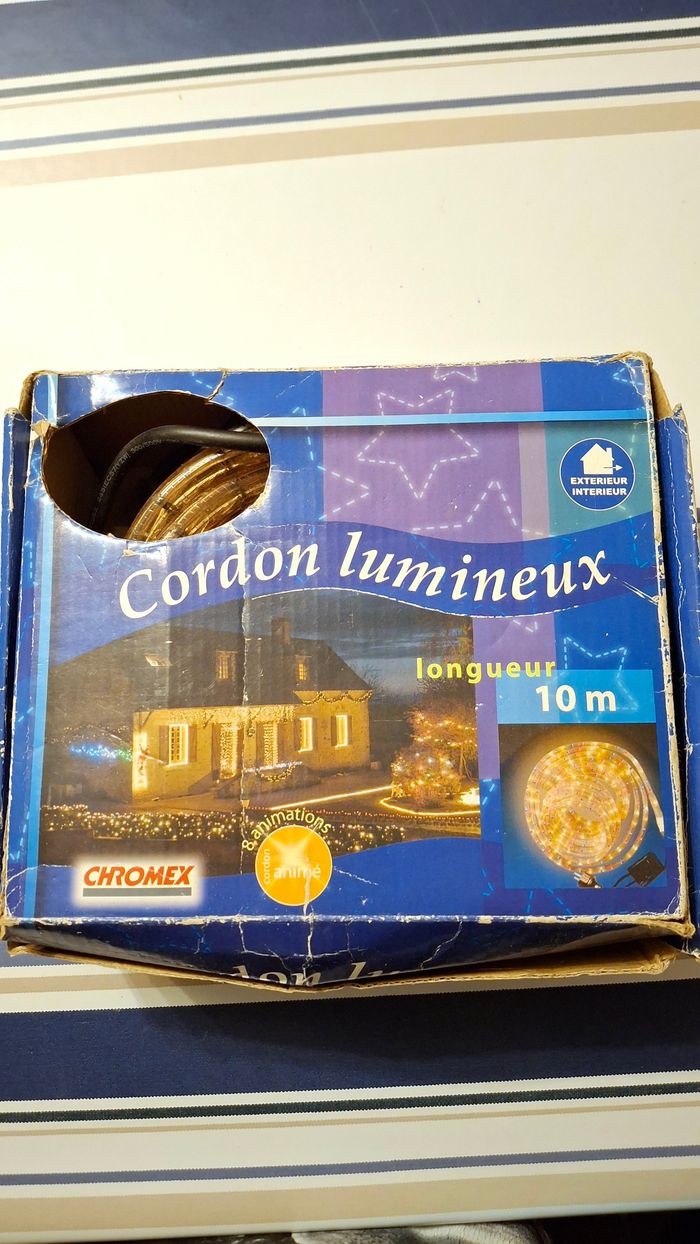 EXTERIEUR
INTERIEUR
Cordon lumineux
longueur
10 m
8 animations
cordon
animé
CHROMEX